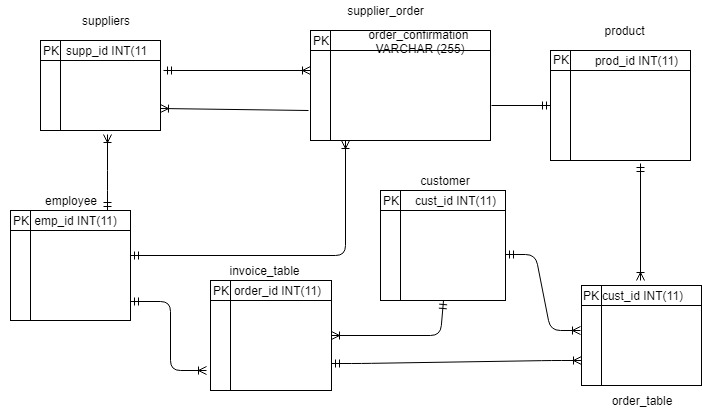 suppliers
PK supp_id INT(11
supplier_order
PK order_confirmation
VARCHAR (255)
product
PK prod_id INT(11)
employee
PK emp_id INT(11)
customer
PK cust_id INT(11)
invoice_table
PK order_id INT(11)
PK cust_id INT(11)
order_table